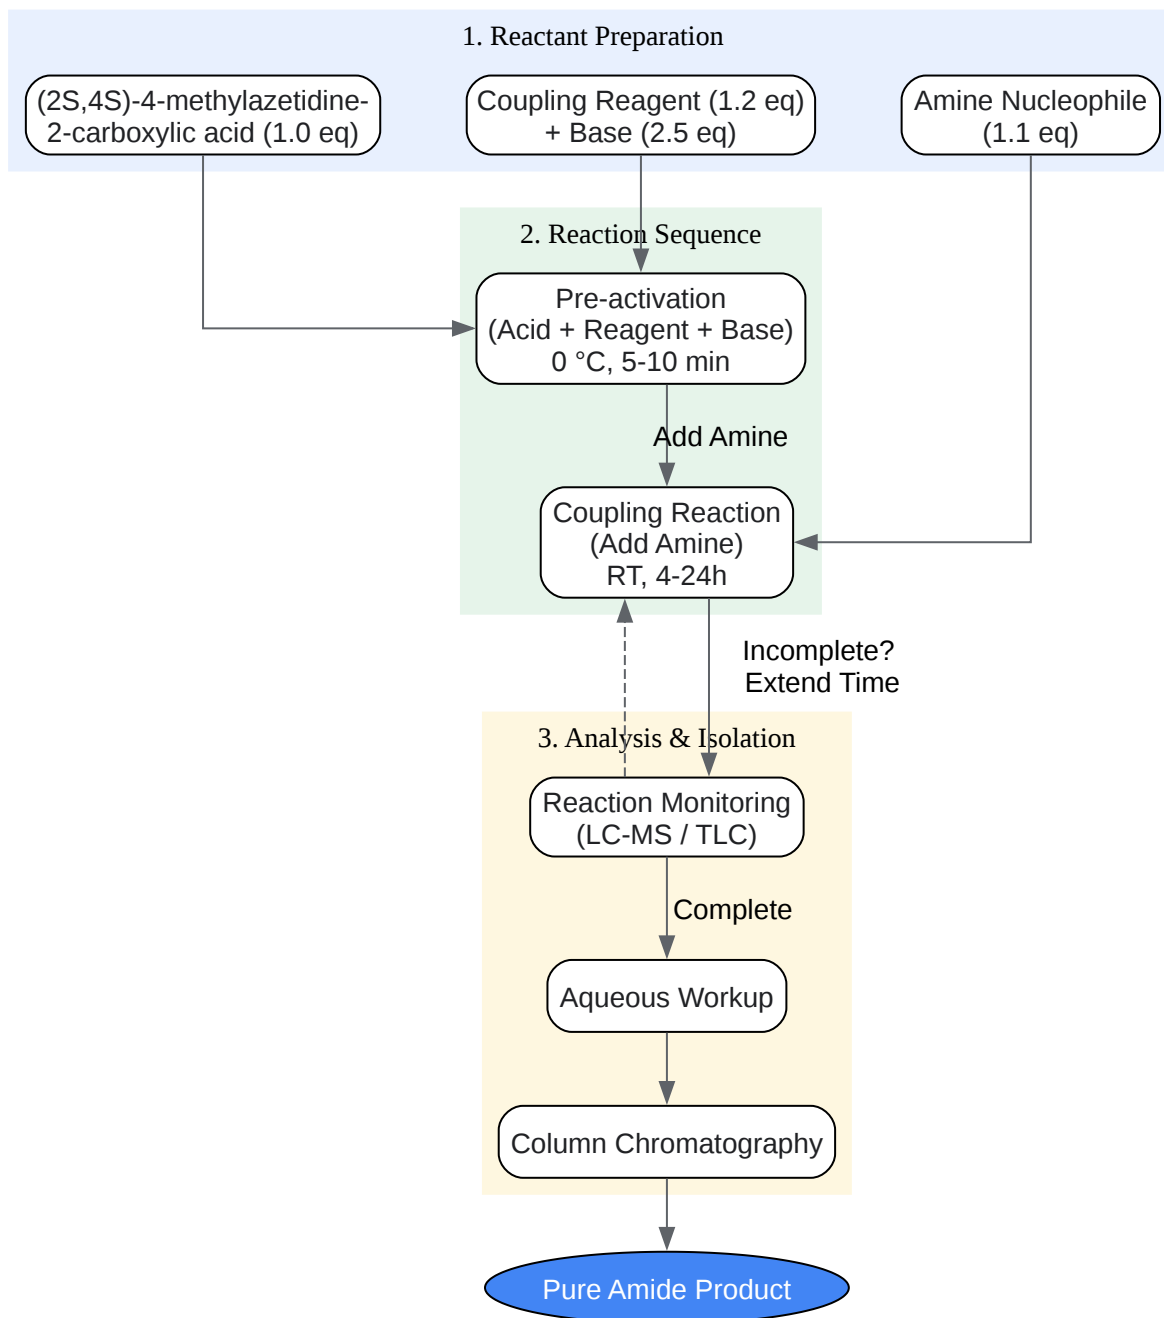 1. Reactant Preparation
(2S,4S)-4-methylazetidine-
2-carboxylic acid (1.0 eq)
Coupling Reagent (1.2 eq)
+ Base (2.5 eq)
Amine Nucleophile
(1.1 eq)
2. Reaction Sequence
Pre-activation
(Acid + Reagent + Base)
0 °C, 5-10 min
Add Amine
Coupling Reaction
(Add Amine)
RT, 4-24h
Incomplete?
Extend Time
3. Analysis & Isolation
Reaction Monitoring
(LC-MS / TLC)
Complete
Aqueous Workup
Column Chromatography
Pure Amide Product